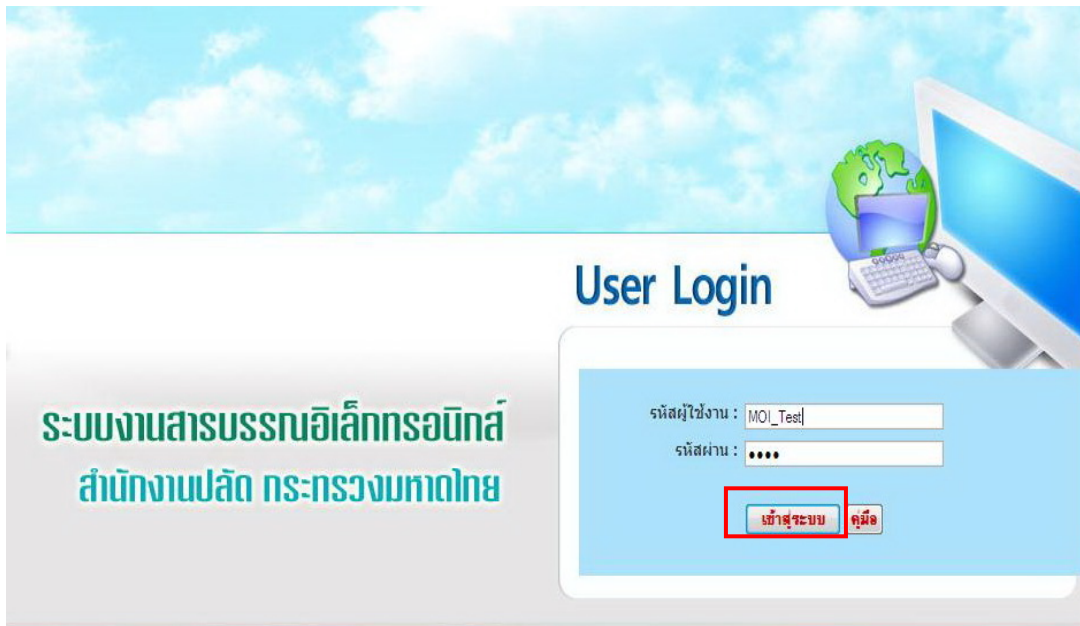 User Login
ระบบงานสารบรรณอิเล็กทรอนิกส์
สำนักงานปลัด กระทรวงมหาดไทย
รหัสผู้ใช้งาน : MOI_Test
รหัสผ่าน : ••••
เข้าสู่ระบบ คู่มือ